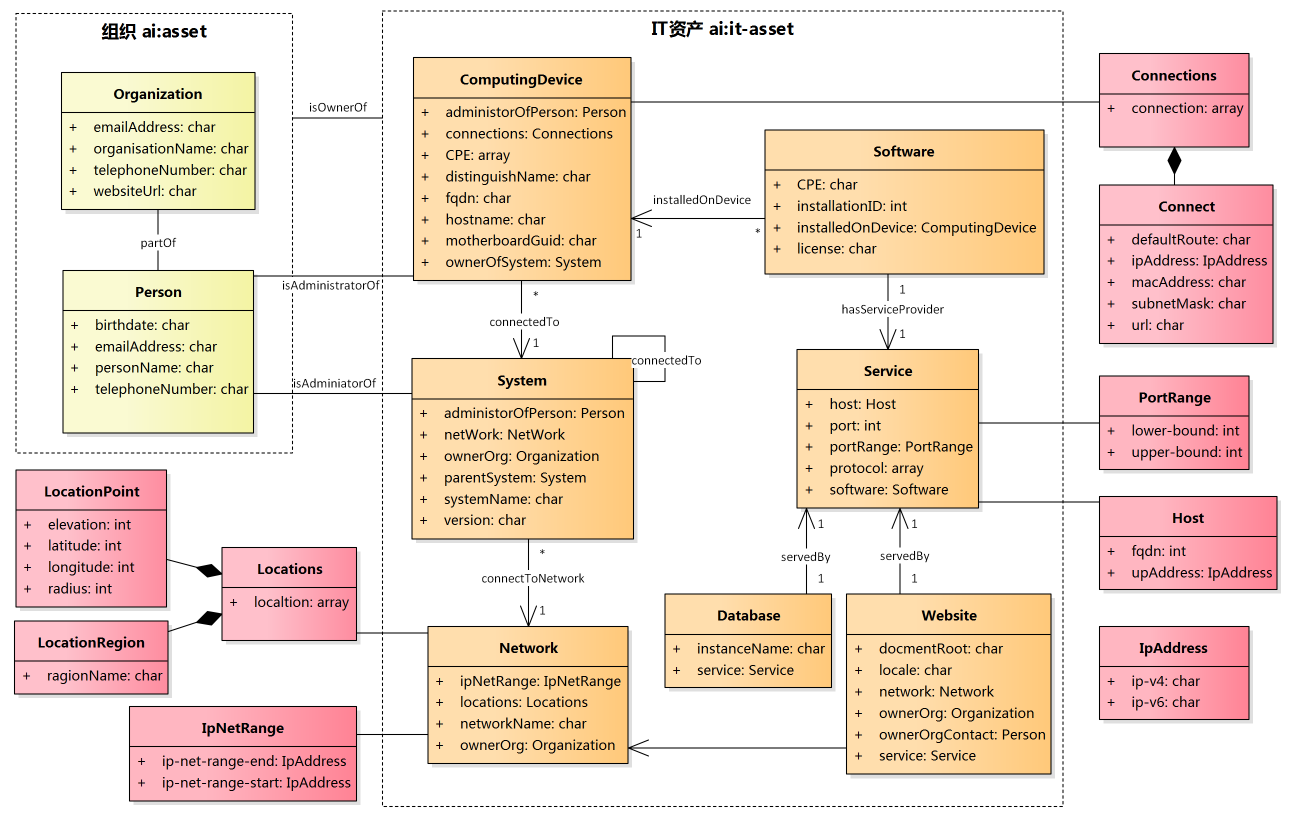 组织 ai:asset
Organization
+ emailAddress: char
+ organisationName: char
+ telephoneNumber: char
+ websiteUrl: char
partOf
Person
+ birthdate: char
+ emailAddress: char
+ personName: char
+ telephoneNumber: char
isOwnerOf
isAdministratorOf
isAdminiatorOf
IT资产 ai:it-asset
ComputingDevice
+ administorOfPerson: Person
+ connections: Connections
+ CPE: array
+ distinguishName: char
+ fqdn: char
+ hostname: char
+ motherboardGuid: char
+ ownerOfSystem: System
installedOnDevice
1
*
Software
+ CPE: char
+ installationID: int
+ installedOnDevice: ComputingDevice
+ license: char
*
connectedTo
1
connectedTo
System
+ administorOfPerson: Person
+ netWork: NetWork
+ ownerOrg: Organization
+ parentSystem: System
+ systemName: char
+ version: char
1
hasServiceProvider
1
Service
+ host: Host
+ port: int
+ portRange: PortRange
+ protocol: array
+ software: Software
*
connectToNetwork
1
Network
+ ipNetRange: IpNetRange
+ locations: Locations
+ networkName: char
+ ownerOrg: Organization
1
servedBy
1
1
servedBy
1
Database
+ instanceName: char
+ service: Service
Website
+ docmentRoot: char
+ locale: char
+ network: Network
+ ownerOrg: Organization
+ ownerOrgContact: Person
+ service: Service
Connections
+ connection: array
Connect
+ defaultRoute: char
+ ipAddress: IpAddress
+ macAddress: char
+ subnetMask: char
+ url: char
PortRange
+ lower-bound: int
+ upper-bound: int
Host
+ fqdn: int
+ upAddress: IpAddress
IpAddress
+ ip-v4: char
+ ip-v6: char
LocationPoint
+ elevation: int
+ latitude: int
+ longitude: int
+ radius: int
Locations
+ localtion: array
LocationRegion
+ ragionName: char
IpNetRange
+ ip-net-range-end: IpAddress
+ ip-net-range-start: IpAddress